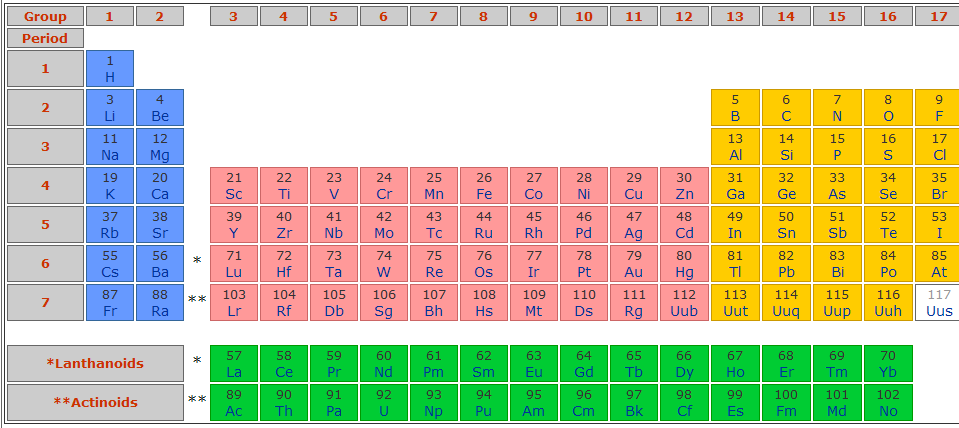 Group 1 2 3 4 5 6 7 8 9 10 11 12 13 14 15 16 17
Period
1 1
H
2 3 4 5 6 7 8 9
Li Be B C N O F
3 11 12 13 14 15 16 17
Na Mg Al Si P S Cl
4 19 20 21 22 23 24 25 26 27 28 29 30 31 32 33 34 35
K Ca Sc Ti V Cr Mn Fe Co Ni Cu Zn Ga Ge As Se Br
5 37 38 39 40 41 42 43 44 45 46 47 48 49 50 51 52 53
Rb Sr Y Zr Nb Mo Tc Ru Rh Pd Ag Cd In Sn Sb Te I
6 55 56 * 71 72 73 74 75 76 77 78 79 80 81 82 83 84 85
Cs Ba Lu Hf Ta W Re Os Ir Pt Au Hg Tl Pb Bi Po At
7 87 88 ** 103 104 105 106 107 108 109 110 111 112 113 114 115 116 117
Fr Ra Lr Rf Db Sg Bh Hs Mt Ds Rg Uub Uut Uuq Uup Uuh Uus
*Lanthanoids * 57 58 59 60 61 62 63 64 65 66 67 68 69 70
La Ce Pr Nd Pm Sm Eu Gd Tb Dy Ho Er Tm Yb
**Actinoids ** 89 90 91 92 93 94 95 96 97 98 99 100 101 102
Ac Th Pa U Np Pu Am Cm Bk Cf Es Fm Md No